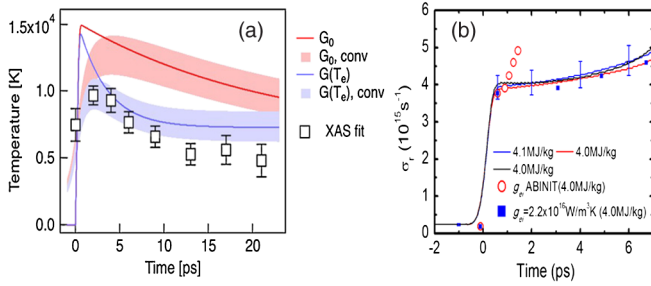 (a)
1.5x10⁴
1.0
0.5
0.0
Temperature [K]
0
5
10
15
20
Time [ps]
G₀
G₀, conv
G(Tₑ)
G(Tₑ), conv
XAS fit
(b)
6
5
4
3
2
1
0
σᵣ (10¹⁵s⁻¹)
4.1MJ/kg
4.0MJ/kg
4.0MJ/kg
gₑᵢ ABINIT(4.0MJ/kg)
gₑᵢ=2.2x10¹⁶W/m³K (4.0MJ/kg)
-2
0
2
4
6
Time (ps)